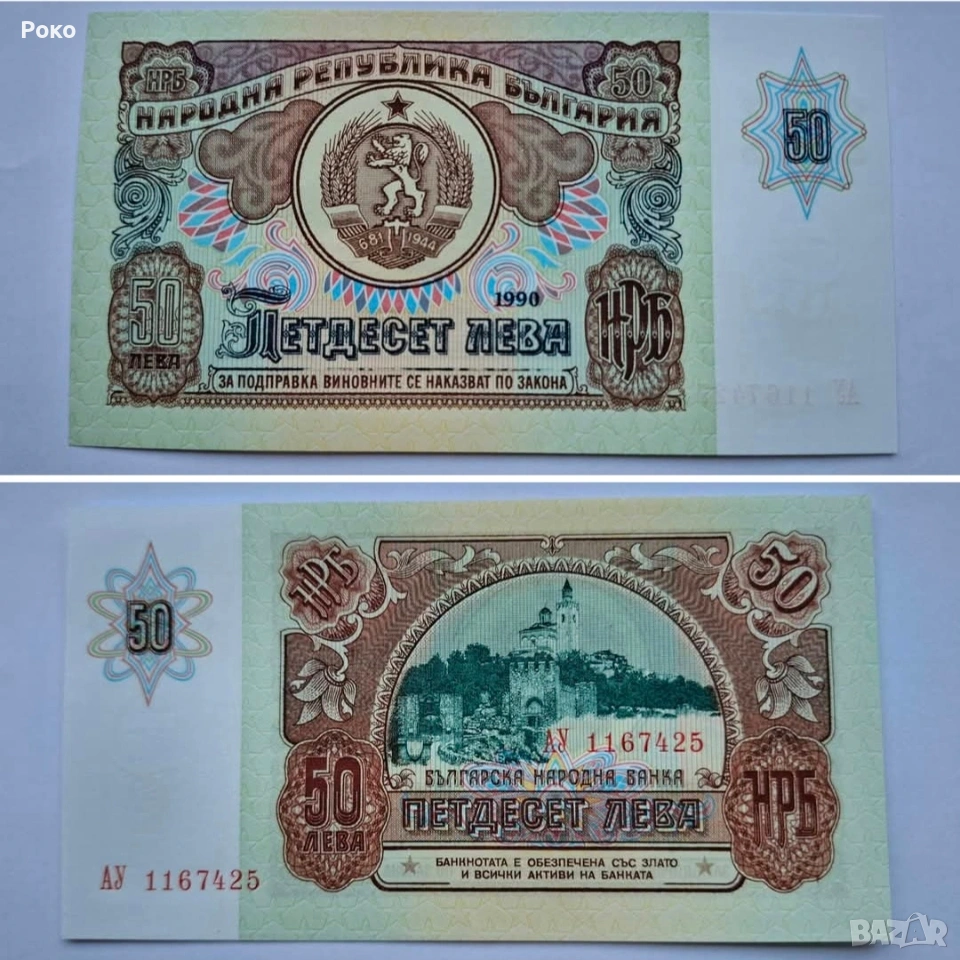 Роко
НРБ
НАРОДНА РЕПУБЛИКА БЪЛГАРИЯ
50
50
681 1944
1990
50
ЛЕВА
ПЕТДЕСЕТ ЛЕВА
НРБ
ЗА ПОДПРАВКА ВИНОВНИТЕ СЕ НАКАЗВАТ ПО ЗАКОНА
НРБ
50
50
АУ 1167425
50
ЛЕВА
БЪЛГАРСКА НАРОДНА БАНКА
ПЕТДЕСЕТ ЛЕВА
НРБ
БАНКНОТАТА Е ОБЕЗПЕЧЕНА СЪС ЗЛАТО
И ВСИЧКИ АКТИВИ НА БАНКАТА
АУ 1167425
BAZAR